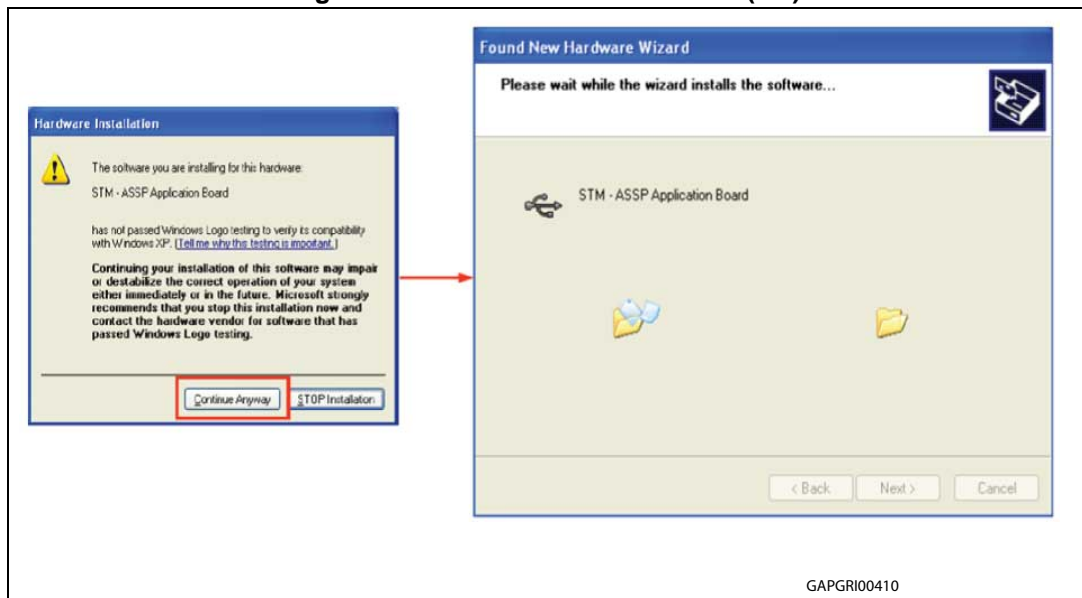 Hardware Installation
The software you are installing for this hardware:
STM - ASSP Application Board
has not passed Windows Logo testing to verify its compatibility
with Windows XP. (Tell me why this testing is important.)
Continuing your installation of this software may impair
or destabilize the correct operation of your system
either immediately or in the future. Microsoft strongly
recommends that you stop this installation now and
contact the hardware vendor for software that has
passed Windows Logo testing.
Continue Anyway
STOP Installation
Found New Hardware Wizard
Please wait while the wizard installs the software...
STM - ASSP Application Board
< Back
Next >
Cancel
GAPGRI00410